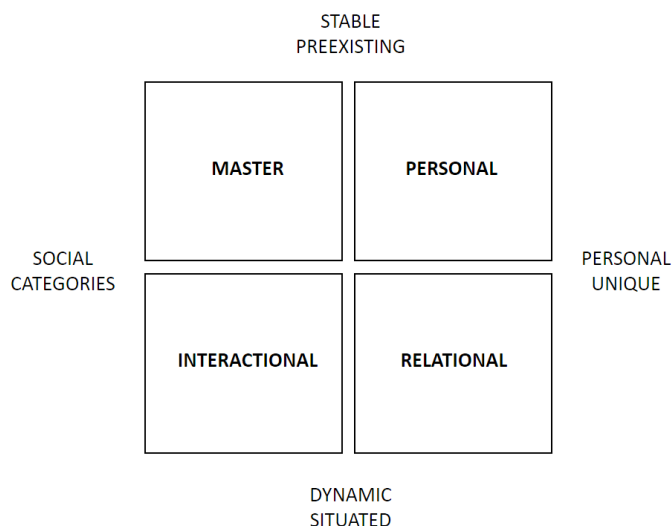 STABLE
PREEXISTING
MASTER
PERSONAL
SOCIAL
CATEGORIES
PERSONAL
UNIQUE
INTERACTIONAL
RELATIONAL
DYNAMIC
SITUATED